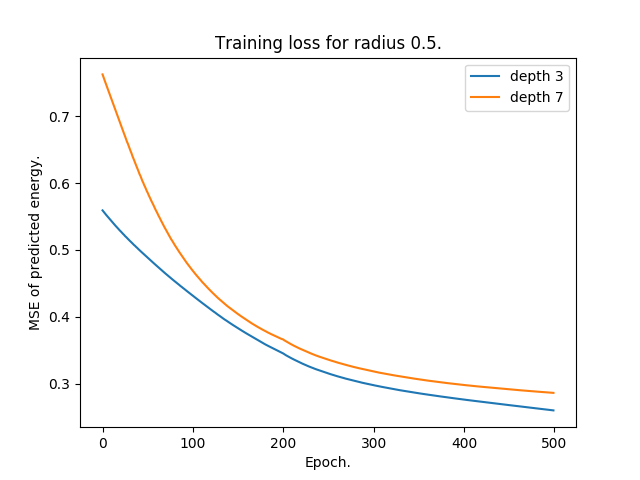 Training loss for radius 0.5.
depth 3
depth 7
MSE of predicted energy.
0.7
0.6
0.5
0.4
0.3
0 100 200 300 400 500
Epoch.